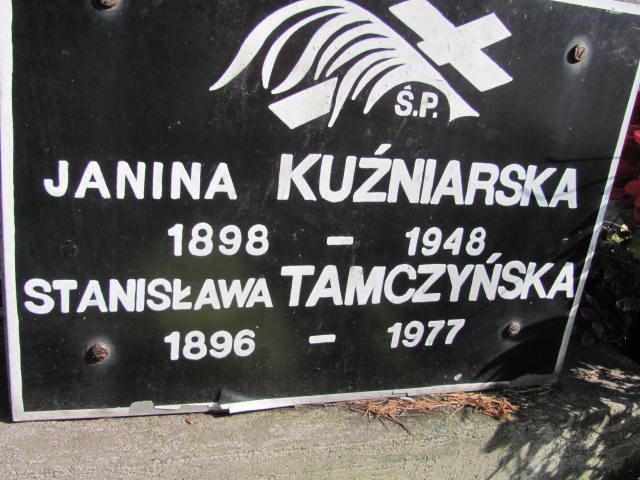 Ś.P.
JANINA KUŹNIARSKA
1898 – 1948
STANISŁAWA TAMCZYŃSKA
1896 – 1977